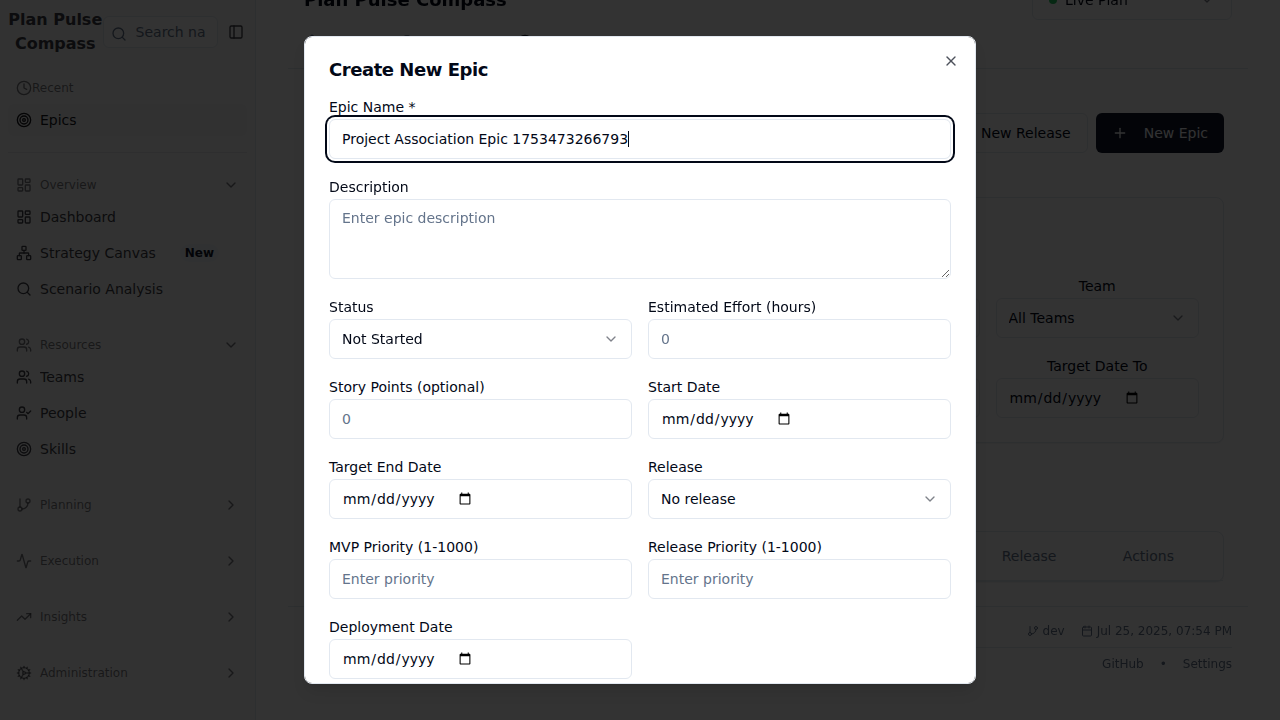 Plan Pulse Compass
Search na
Recent
Epics
Overview
Dashboard
Strategy Canvas New
Scenario Analysis
Resources
Teams
People
Skills
Planning
Execution
Insights
Administration
Plan Pulse Compass
Live Plan
New Release
New Epic
Team
All Teams
Target Date To
mm/dd/yyyy
Release Actions
dev Jul 25, 2025, 07:54 PM
GitHub • Settings
Create New Epic
Epic Name *
Project Association Epic 1753473266793
Description
Enter epic description
Status Estimated Effort (hours)
Not Started 0
Story Points (optional) Start Date
0 mm/dd/yyyy
Target End Date Release
mm/dd/yyyy No release
MVP Priority (1-1000) Release Priority (1-1000)
Enter priority Enter priority
Deployment Date
mm/dd/yyyy